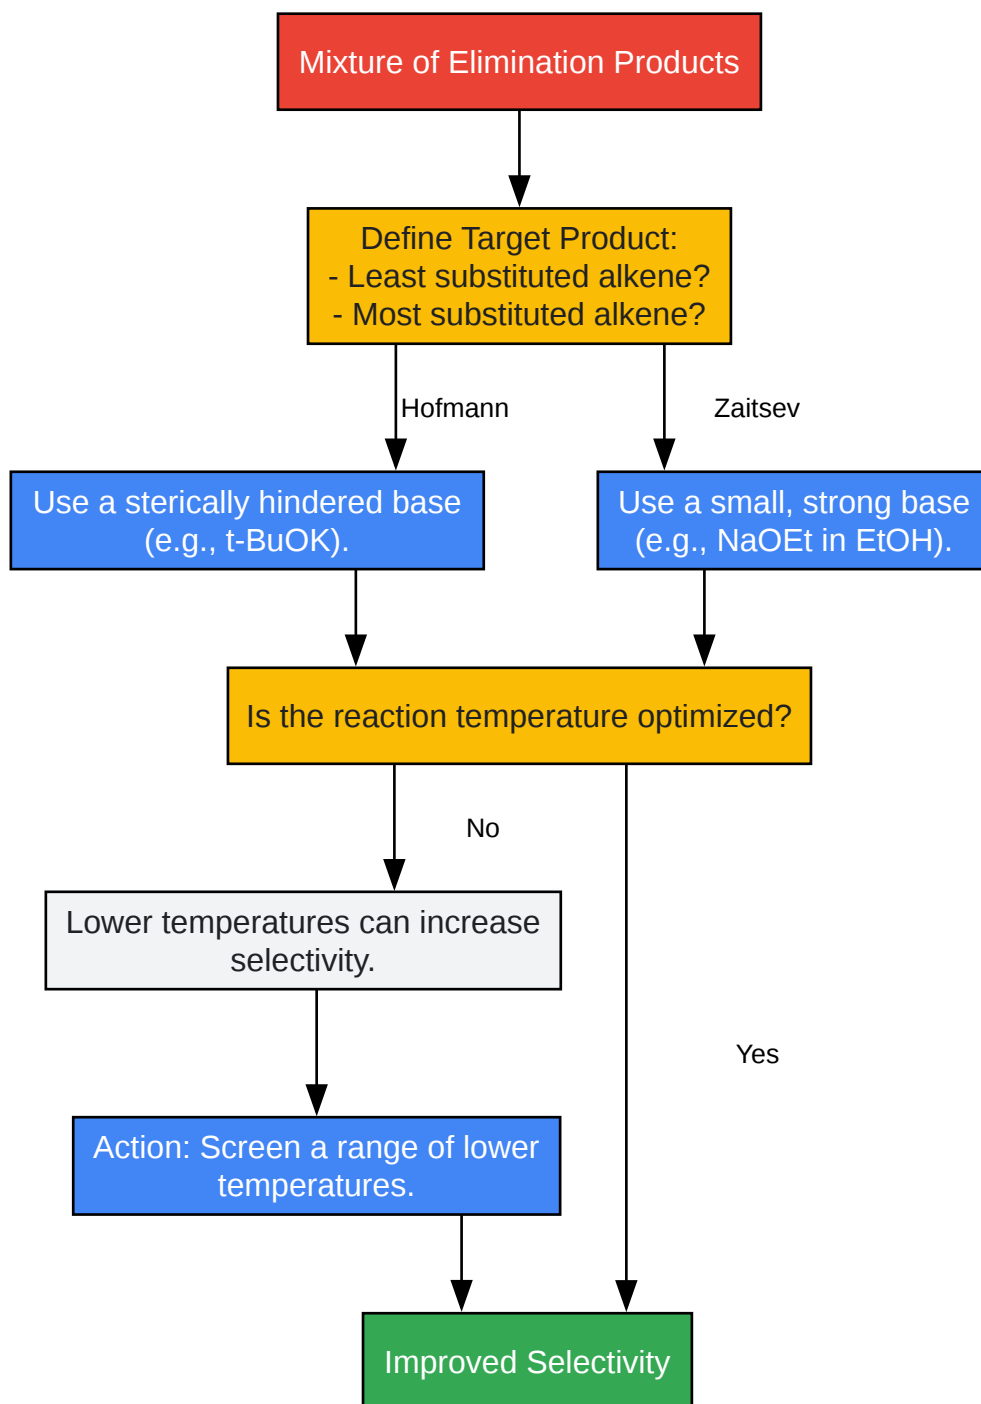 Mixture of Elimination Products
Define Target Product:
- Least substituted alkene?
- Most substituted alkene?
Hofmann
Zaitsev
Use a sterically hindered base
(e.g., t-BuOK).
Use a small, strong base
(e.g., NaOEt in EtOH).
Is the reaction temperature optimized?
No
Lower temperatures can increase
selectivity.
Yes
Action: Screen a range of lower
temperatures.
Improved Selectivity